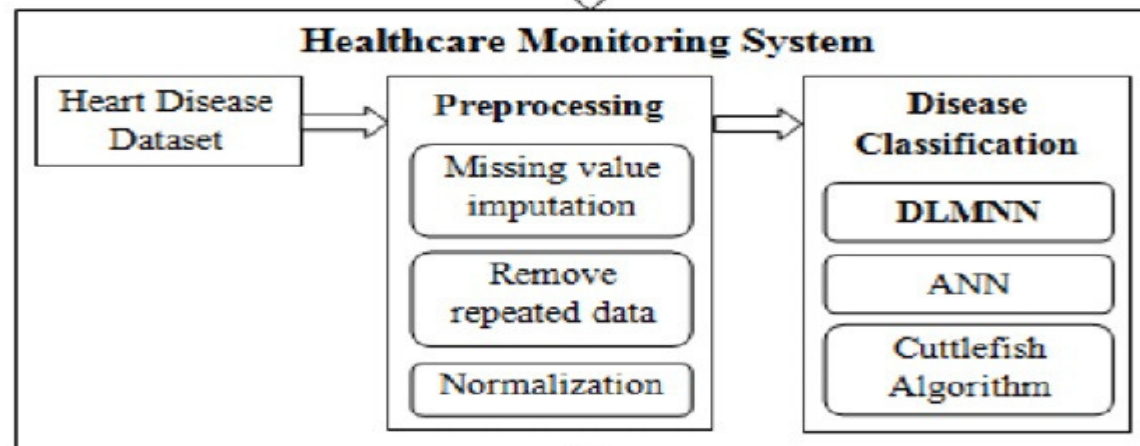 Healthcare Monitoring System
Heart Disease
Dataset
Preprocessing
Missing value
imputation
Remove
repeated data
Normalization
Disease
Classification
DLMNN
ANN
Cuttlefish
Algorithm